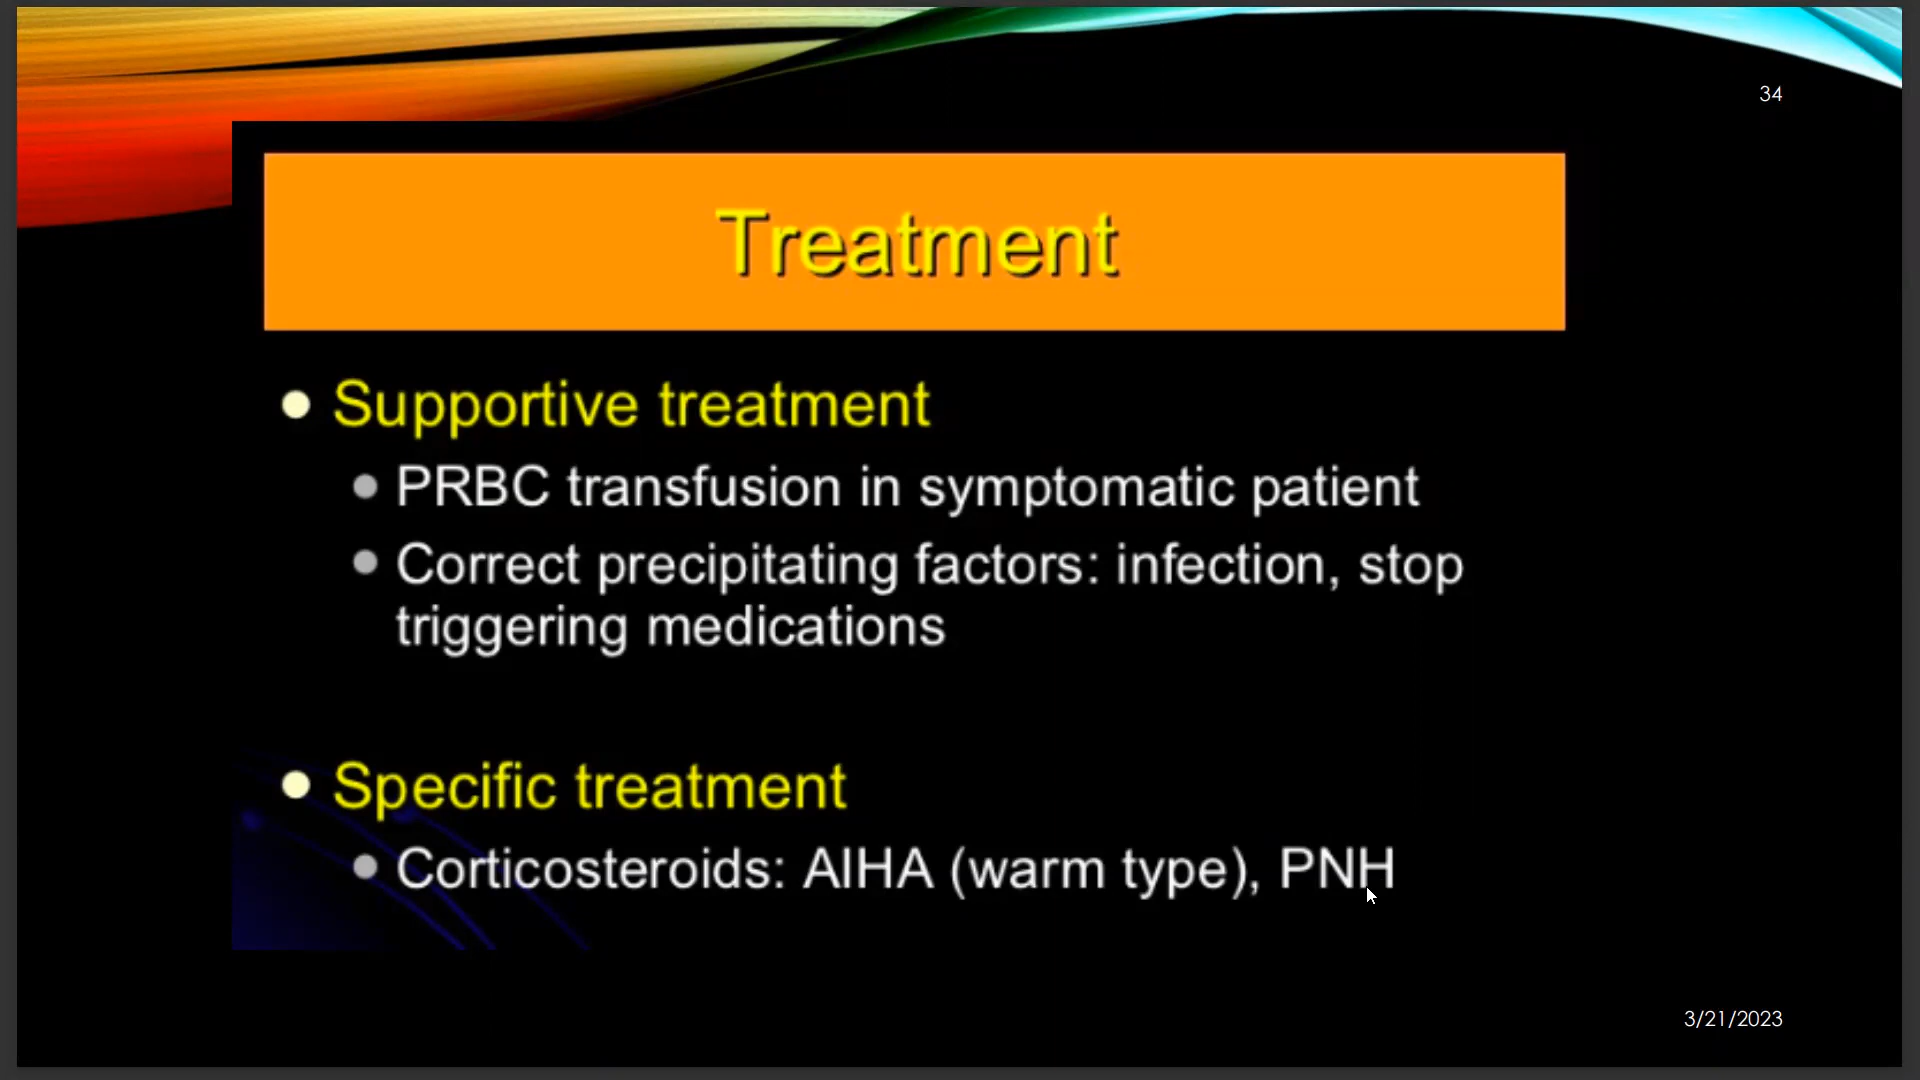 34
Treatment
Supportive treatment
PRBC transfusion in symptomatic patient
Correct precipitating factors: infection, stop
triggering medications
Specific treatment
Corticosteroids: AIHA (warm type), PNH
3/21/2023